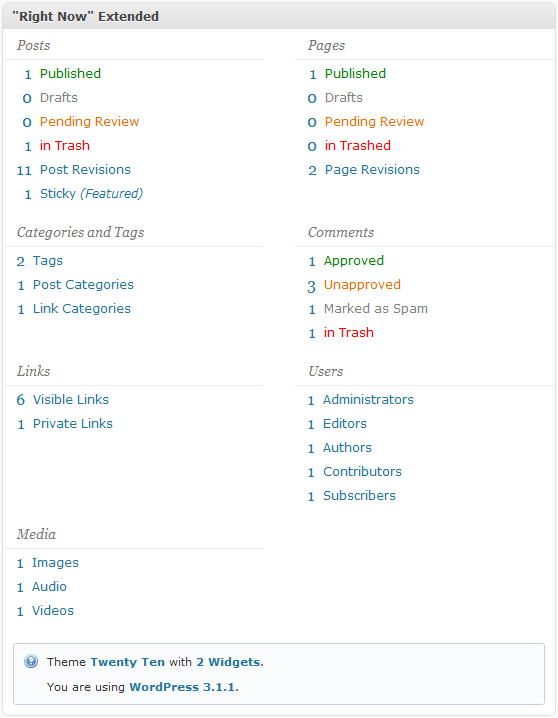 "Right Now" Extended
Posts
1 Published
0 Drafts
0 Pending Review
1 in Trash
11 Post Revisions
1 Sticky (Featured)
Pages
1 Published
0 Drafts
0 Pending Review
0 in Trashed
2 Page Revisions
Categories and Tags
2 Tags
1 Post Categories
1 Link Categories
Comments
1 Approved
3 Unapproved
1 Marked as Spam
1 in Trash
Links
6 Visible Links
1 Private Links
Users
1 Administrators
1 Editors
1 Authors
1 Contributors
1 Subscribers
Media
1 Images
1 Audio
1 Videos
? Theme Twenty Ten with 2 Widgets.
You are using WordPress 3.1.1.